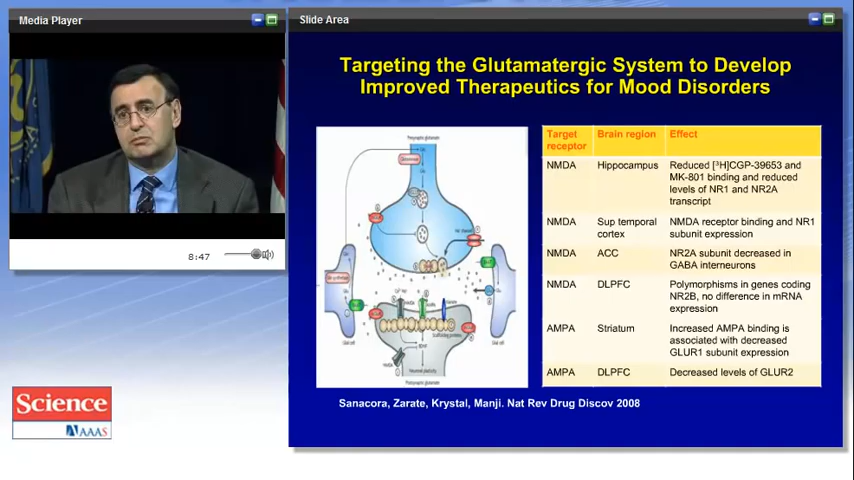 Media Player
Slide Area
Targeting the Glutamatergic System to Develop
Improved Therapeutics for Mood Disorders
Target receptor Brain region Effect
NMDA Hippocampus Reduced [³H]CGP-39653 and
MK-801 binding and reduced
levels of NR1 and NR2A
transcript
NMDA Sup temporal NMDA receptor binding and NR1
cortex subunit expression
NMDA ACC NR2A subunit decreased in
GABA interneurons
NMDA DLPFC Polymorphisms in genes coding
NR2B, no difference in mRNA
expression
AMPA Striatum Increased AMPA binding is
associated with decreased
GLUR1 subunit expression
AMPA DLPFC Decreased levels of GLUR2
8:47
Science
AAAS
Sanacora, Zarate, Krystal, Manji. Nat Rev Drug Discov 2008